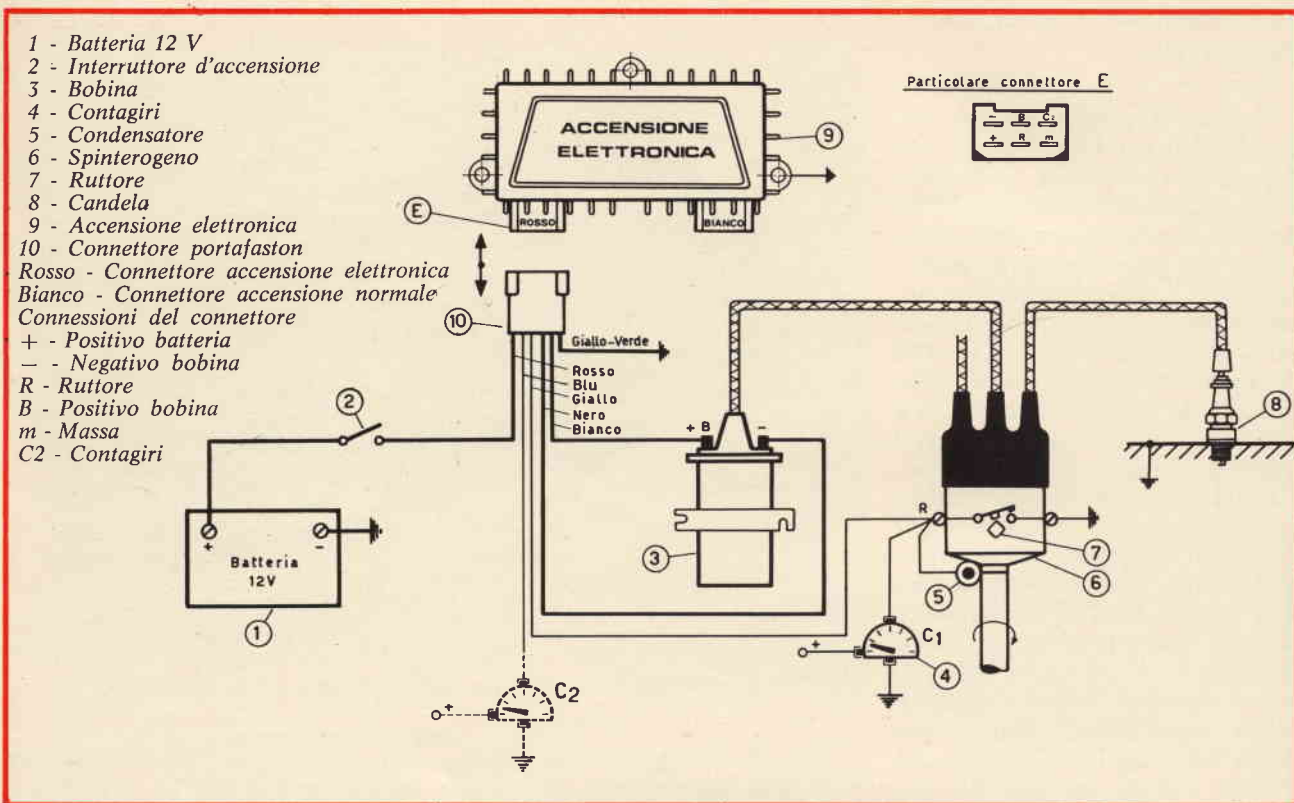 1 - Batteria 12 V
2 - Interruttore d'accensione
3 - Bobina
4 - Contagiri
5 - Condensatore
6 - Spinterogeno
7 - Ruttore
8 - Candela
9 - Accensione elettronica
10 - Connettore portafaston
Rosso - Connettore accensione elettronica
Bianco - Connettore accensione normale
Connessioni del connettore
+ - Positivo batteria
— - Negativo bobina
R - Ruttore
B - Positivo bobina
m - Massa
C2 - Contagiri
ACCENSIONE
ELETTRONICA
9
E
ROSSO
BIANCO
Particolare connettore E
- B C2
+ R m
10
Giallo-Verde
Rosso
Blu
Giallo
Nero
Bianco
2
+ B -
3
8
R
7
6
5
+ -
Batteria
12V
1
C1
+
4
C2
+